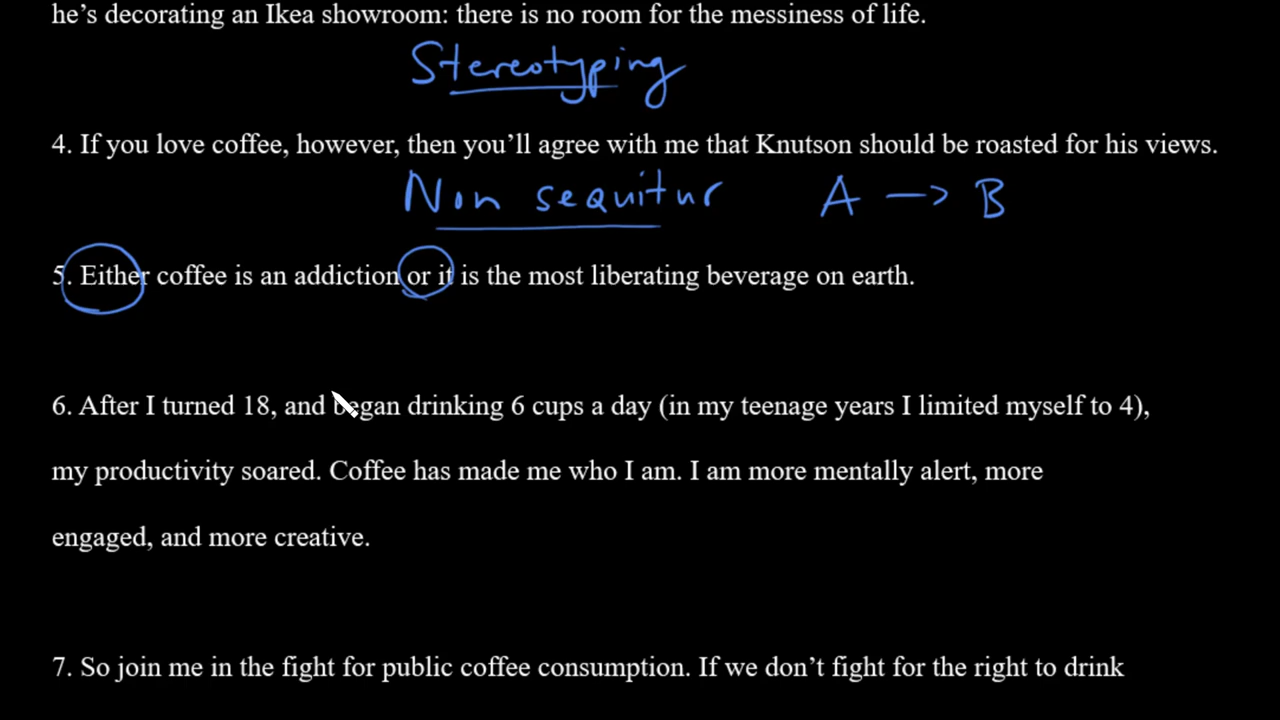 he’s decorating an Ikea showroom: there is no room for the messiness of life.
Stereotyping
4. If you love coffee, however, then you’ll agree with me that Knutson should be roasted for his views.
Non sequitur A —> B
5. Either coffee is an addiction or it is the most liberating beverage on earth.
6. After I turned 18, and began drinking 6 cups a day (in my teenage years I limited myself to 4),
my productivity soared. Coffee has made me who I am. I am more mentally alert, more
engaged, and more creative.
7. So join me in the fight for public coffee consumption. If we don’t fight for the right to drink